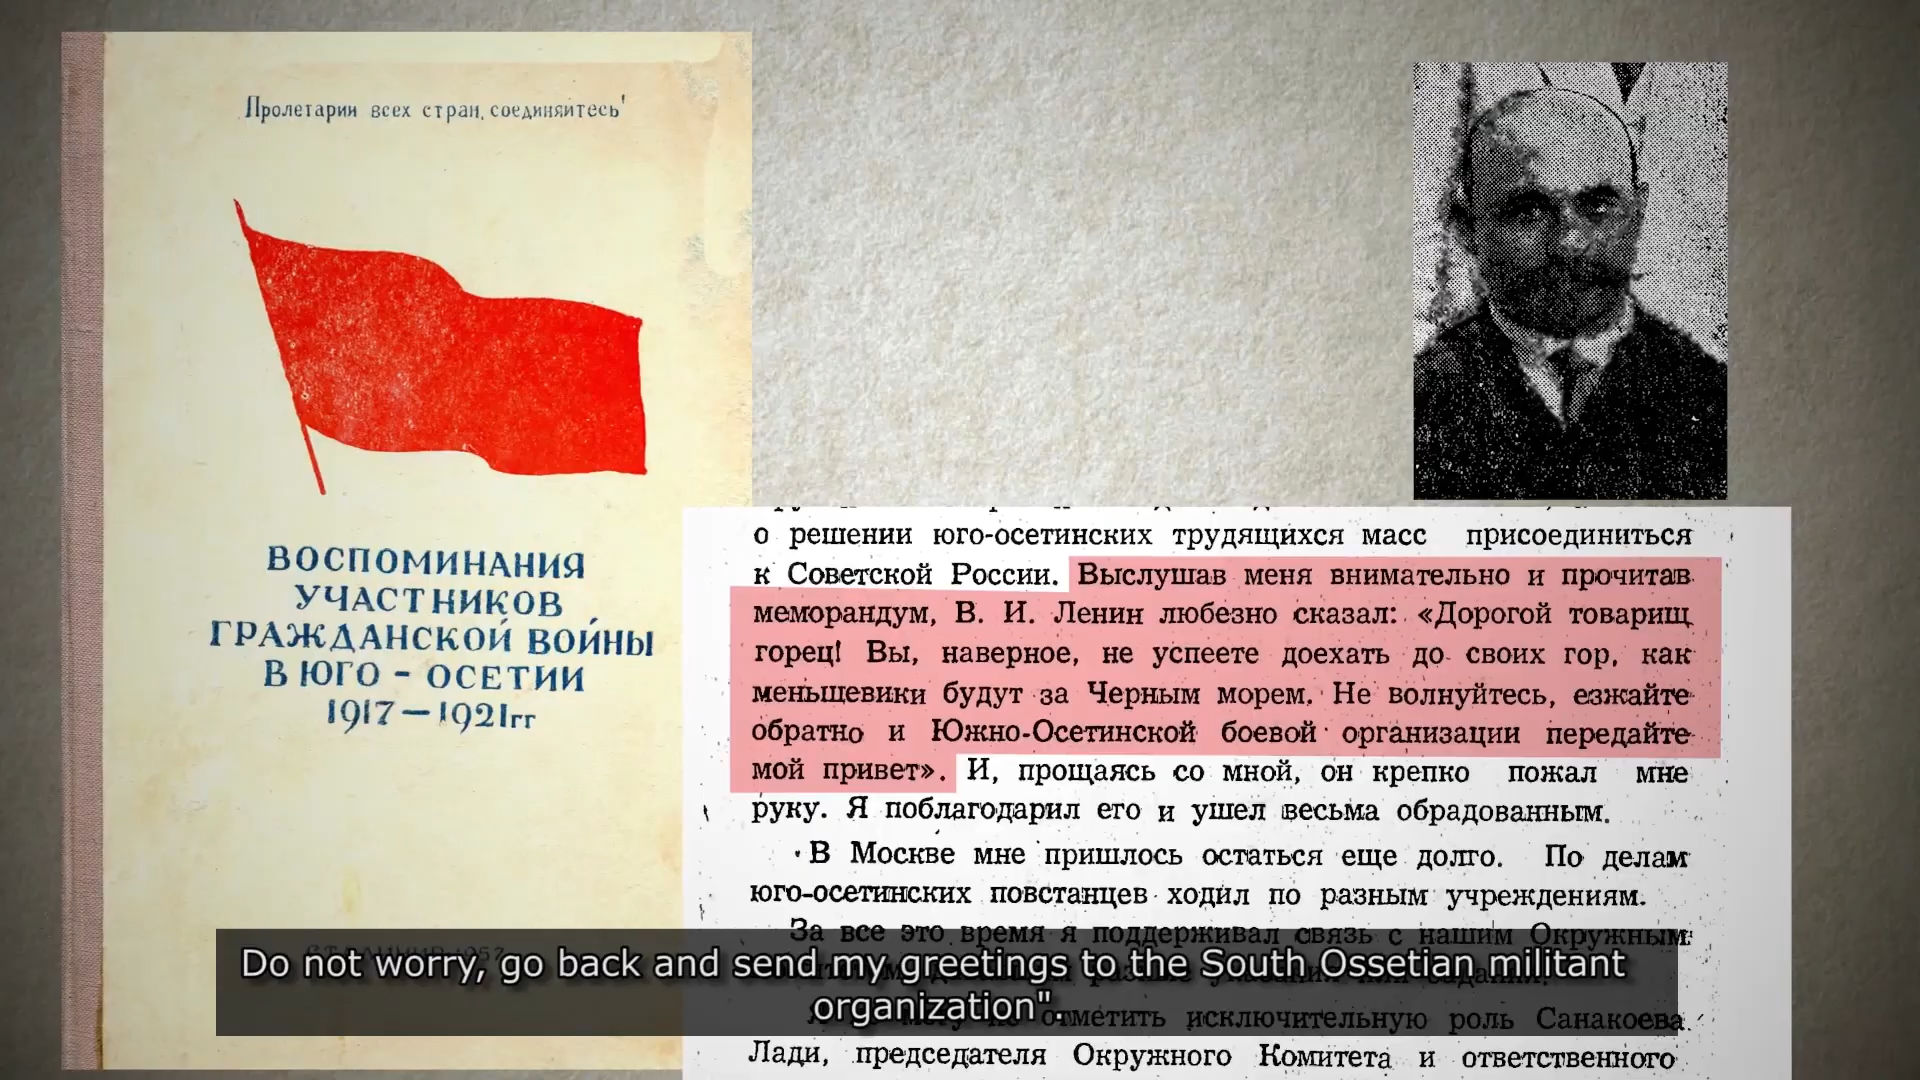 Пролетарии всех стран, соединяйтесь!
ВОСПОМИНАНИЯ
УЧАСТНИКОВ
ГРАЖДАНСКОЙ ВОЙНЫ
В ЮГО - ОСЕТИИ
1917 — 1921гг
о решении юго-осетинских трудящихся масс присоединиться
к Советской России. Выслушав меня внимательно и прочитав
меморандум, В. И. Ленин любезно сказал: «Дорогой товарищ
горец! Вы, наверное, не успеете доехать до своих гор, как
меньшевики будут за Черным морем. Не волнуйтесь, езжайте
обратно и Южно-Осетинской боевой организации передайте
мой привет». И, прощаясь со мной, он крепко пожал мне
руку. Я поблагодарил его и ушел весьма обрадованным.
В Москве мне пришлось остаться еще долго. По делам
юго-осетинских повстанцев ходил по разным учреждениям.
За все это время я поддерживал связь с нашим Окружным
отметить исключительную роль Санакоева
Лади, председателя Окружного Комитета и ответственного
Do not worry, go back and send my greetings to the South Ossetian militant
organization".